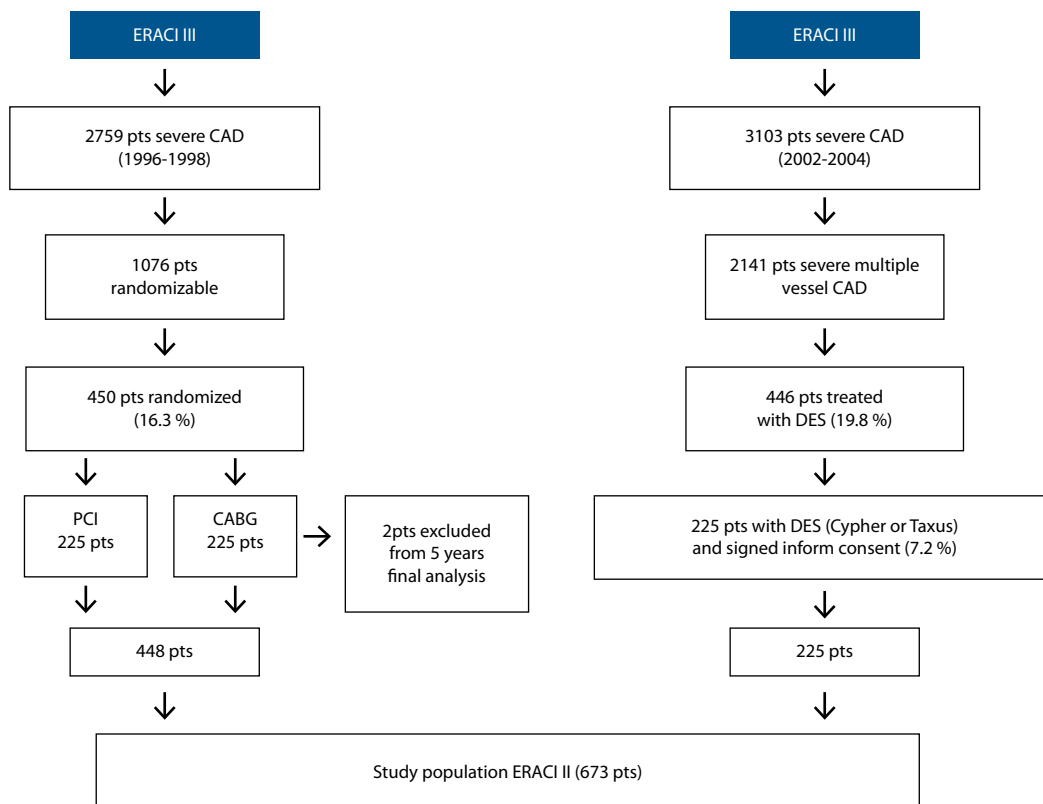 ERACI III
2759 pts severe CAD
(1996-1998)
1076 pts
randomizable
450 pts randomized
(16.3 %)
PCI
225 pts
CABG
225 pts
2pts excluded
from 5 years
final analysis
448 pts
ERACI III
3103 pts severe CAD
(2002-2004)
2141 pts severe multiple
vessel CAD
446 pts treated
with DES (19.8 %)
225 pts with DES (Cypher or Taxus)
and signed inform consent (7.2 %)
225 pts
Study population ERACI II (673 pts)